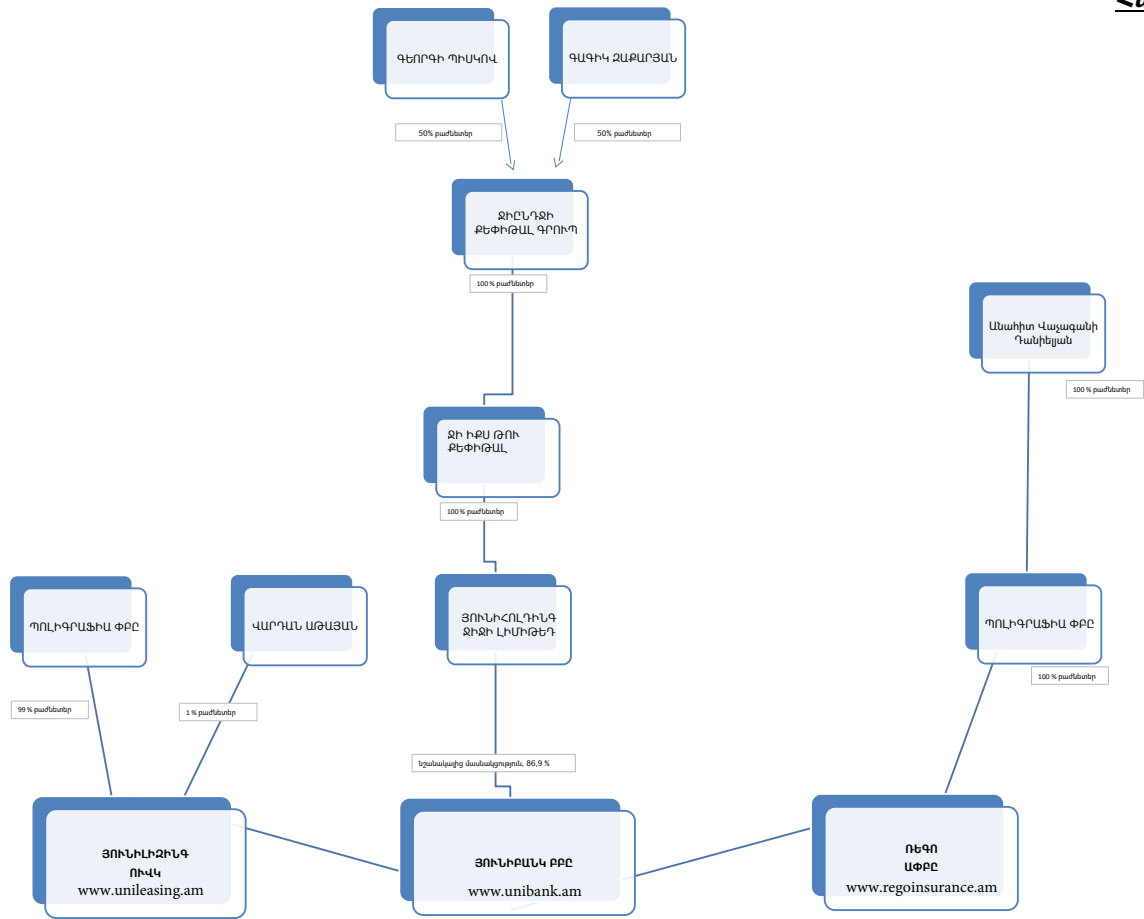 ԳԵՈՐԳԻ ՊԻՍԿՈՎ
ԳԱԳԻԿ ԶԱՔԱՐՅԱՆ
50% բաժնետեր
50% բաժնետեր
ՋԻԸՆԴՋԻ
ՔԵՓԻԹԱԼ ԳՐՈՒՊ
100 % բաժնետեր
Անահիտ Վաչագանի
Դանիելյան
100 % բաժնետեր
ՋԻ ԻՔՍ ԹՈՒ
ՔԵՓԻԹԱԼ
100 % բաժնետեր
ՊՈԼԻԳՐԱՖԻԱ ՓԲԸ
ՎԱՐԴԱՆ ԱԹԱՅԱՆ
ՅՈՒՆԻՀՈԼԴԻՆԳ
ՋԻՋԻ ԼԻՄԻԹԵԴ
ՊՈԼԻԳՐԱՖԻԱ ՓԲԸ
99 % բաժնետեր
1 % բաժնետեր
100 % բաժնետեր
նշանակալից մասնակցություն, 86,9 %
ՅՈՒՆԻԼԻԶԻՆԳ
ՈՒՎԿ
www.unileasing.am
ՅՈՒՆԻԲԱՆԿ ԲԲԸ
www.unibank.am
ՌԵԳՈ
ԱՓԲԸ
www.regoinsurance.am